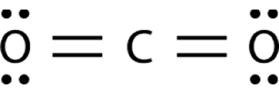 O = C = O